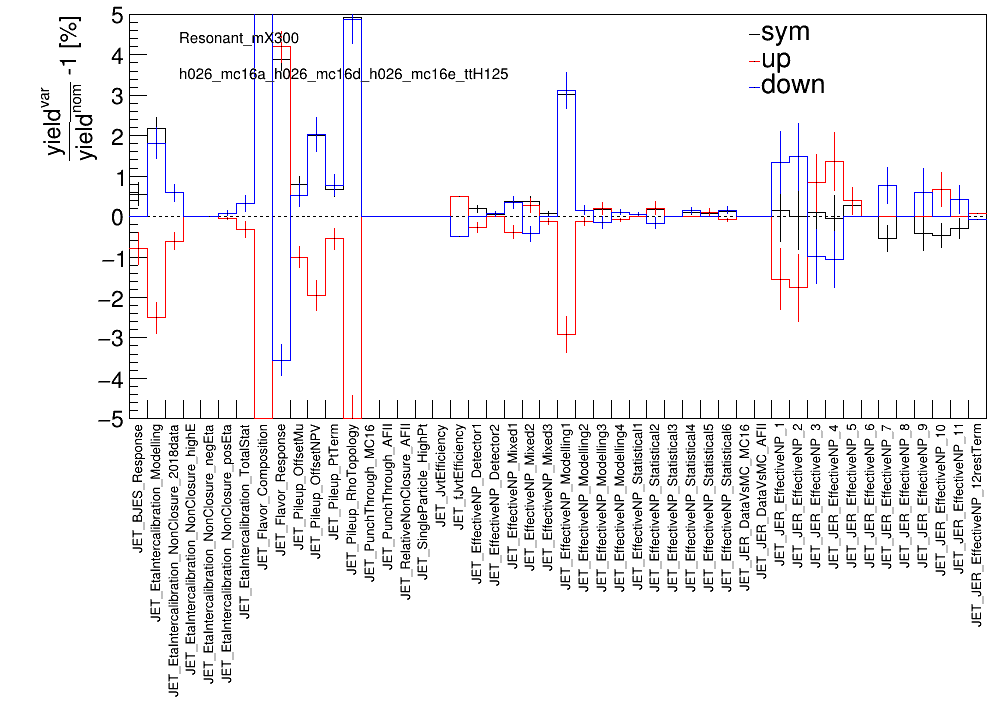 yield^var / yield^nom -1 [%]
Resonant_mX300
h026_mc16a_h026_mc16d_h026_mc16e_ttH125
sym
up
down
5
4
3
2
1
0
−1
−2
−3
−4
−5
JET_BJES_Response
JET_EtaIntercalibration_Modelling
JET_EtaIntercalibration_NonClosure_2018data
JET_EtaIntercalibration_NonClosure_highE
JET_EtaIntercalibration_NonClosure_negEta
JET_EtaIntercalibration_NonClosure_posEta
JET_EtaIntercalibration_TotalStat
JET_Flavor_Composition
JET_Flavor_Response
JET_Pileup_OffsetMu
JET_Pileup_OffsetNPV
JET_Pileup_PtTerm
JET_Pileup_RhoTopology
JET_PunchThrough_MC16
JET_PunchThrough_AFII
JET_RelativeNonClosure_AFII
JET_SingleParticle_HighPt
JET_JvtEfficiency
JET_fJvtEfficiency
JET_EffectiveNP_Detector1
JET_EffectiveNP_Detector2
JET_EffectiveNP_Mixed1
JET_EffectiveNP_Mixed2
JET_EffectiveNP_Mixed3
JET_EffectiveNP_Modelling1
JET_EffectiveNP_Modelling2
JET_EffectiveNP_Modelling3
JET_EffectiveNP_Modelling4
JET_EffectiveNP_Statistical1
JET_EffectiveNP_Statistical2
JET_EffectiveNP_Statistical3
JET_EffectiveNP_Statistical4
JET_EffectiveNP_Statistical5
JET_EffectiveNP_Statistical6
JET_JER_DataVsMC_MC16
JET_JER_DataVsMC_AFII
JET_JER_EffectiveNP_1
JET_JER_EffectiveNP_2
JET_JER_EffectiveNP_3
JET_JER_EffectiveNP_4
JET_JER_EffectiveNP_5
JET_JER_EffectiveNP_6
JET_JER_EffectiveNP_7
JET_JER_EffectiveNP_8
JET_JER_EffectiveNP_9
JET_JER_EffectiveNP_10
JET_JER_EffectiveNP_11
JET_JER_EffectiveNP_12restTerm